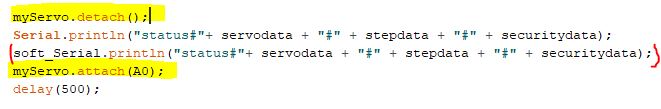 myServo.detach();
Serial.println("status#"+ servodata + "#" + stepdata + "#" + securitydata);
soft_Serial.println("status#"+ servodata + "#" + stepdata + "#" + securitydata);
myServo.attach(A0);
delay(500);